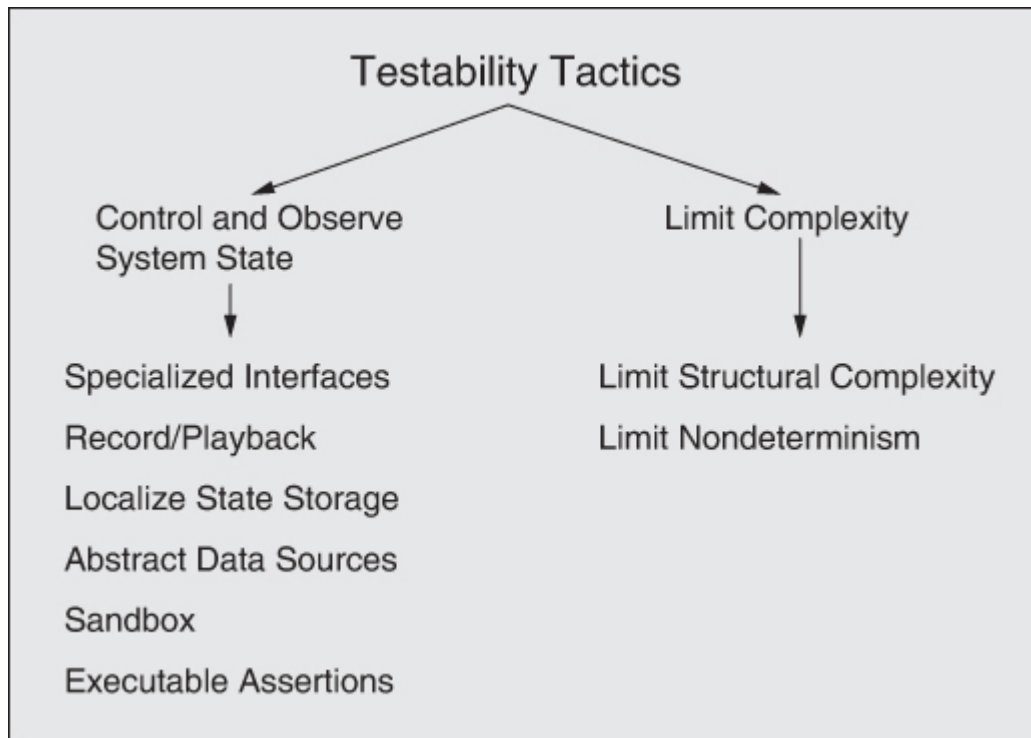 Testability Tactics
Control and Observe
System State
Limit Complexity
Specialized Interfaces
Record/Playback
Localize State Storage
Abstract Data Sources
Sandbox
Executable Assertions
Limit Structural Complexity
Limit Nondeterminism